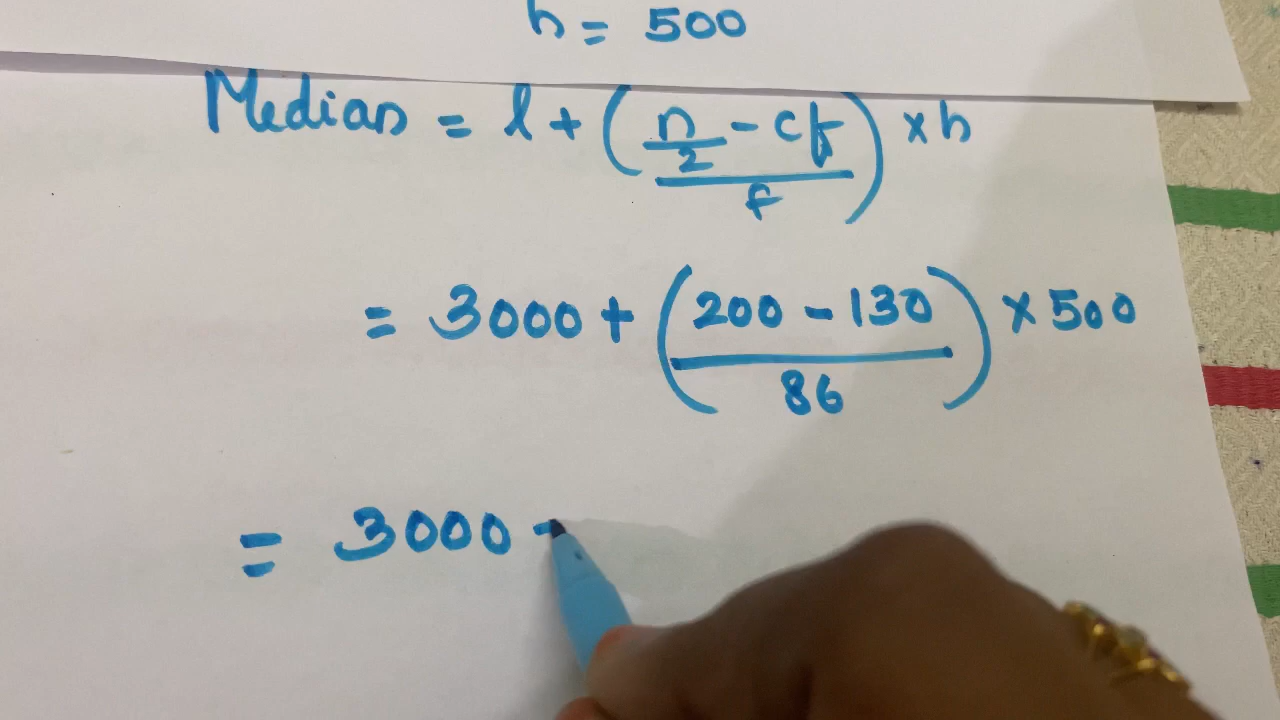 h = 500
Median = l + (n/2 - cf / f) × h
= 3000 + (200 - 130 / 86) × 500
= 3000 -